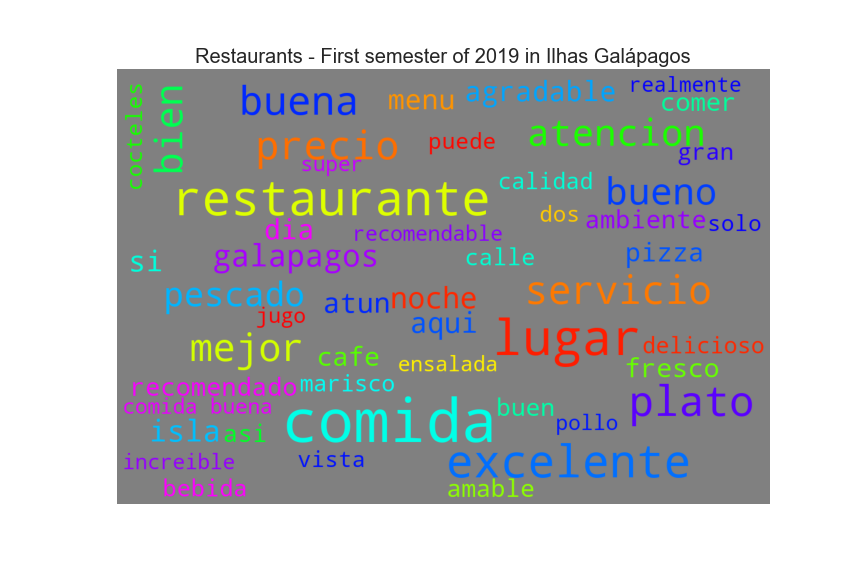 Restaurants - First semester of 2019 in Ilhas Galápagos
cocteles
bien
buena
menu
agradable
realmente
comer
precio
puede
atencion
gran
super
restaurante
calidad
bueno
dos
ambiente
solo
dia
recomendable
si
galapagos
calle
pizza
pescado
jugo
atun
noche
servicio
aqui
lugar
mejor
cafe
ensalada
delicioso
fresco
recomendado
marisco
comida buena
comida
buen
plato
pollo
isla
asi
increible
vista
excelente
bebida
amable